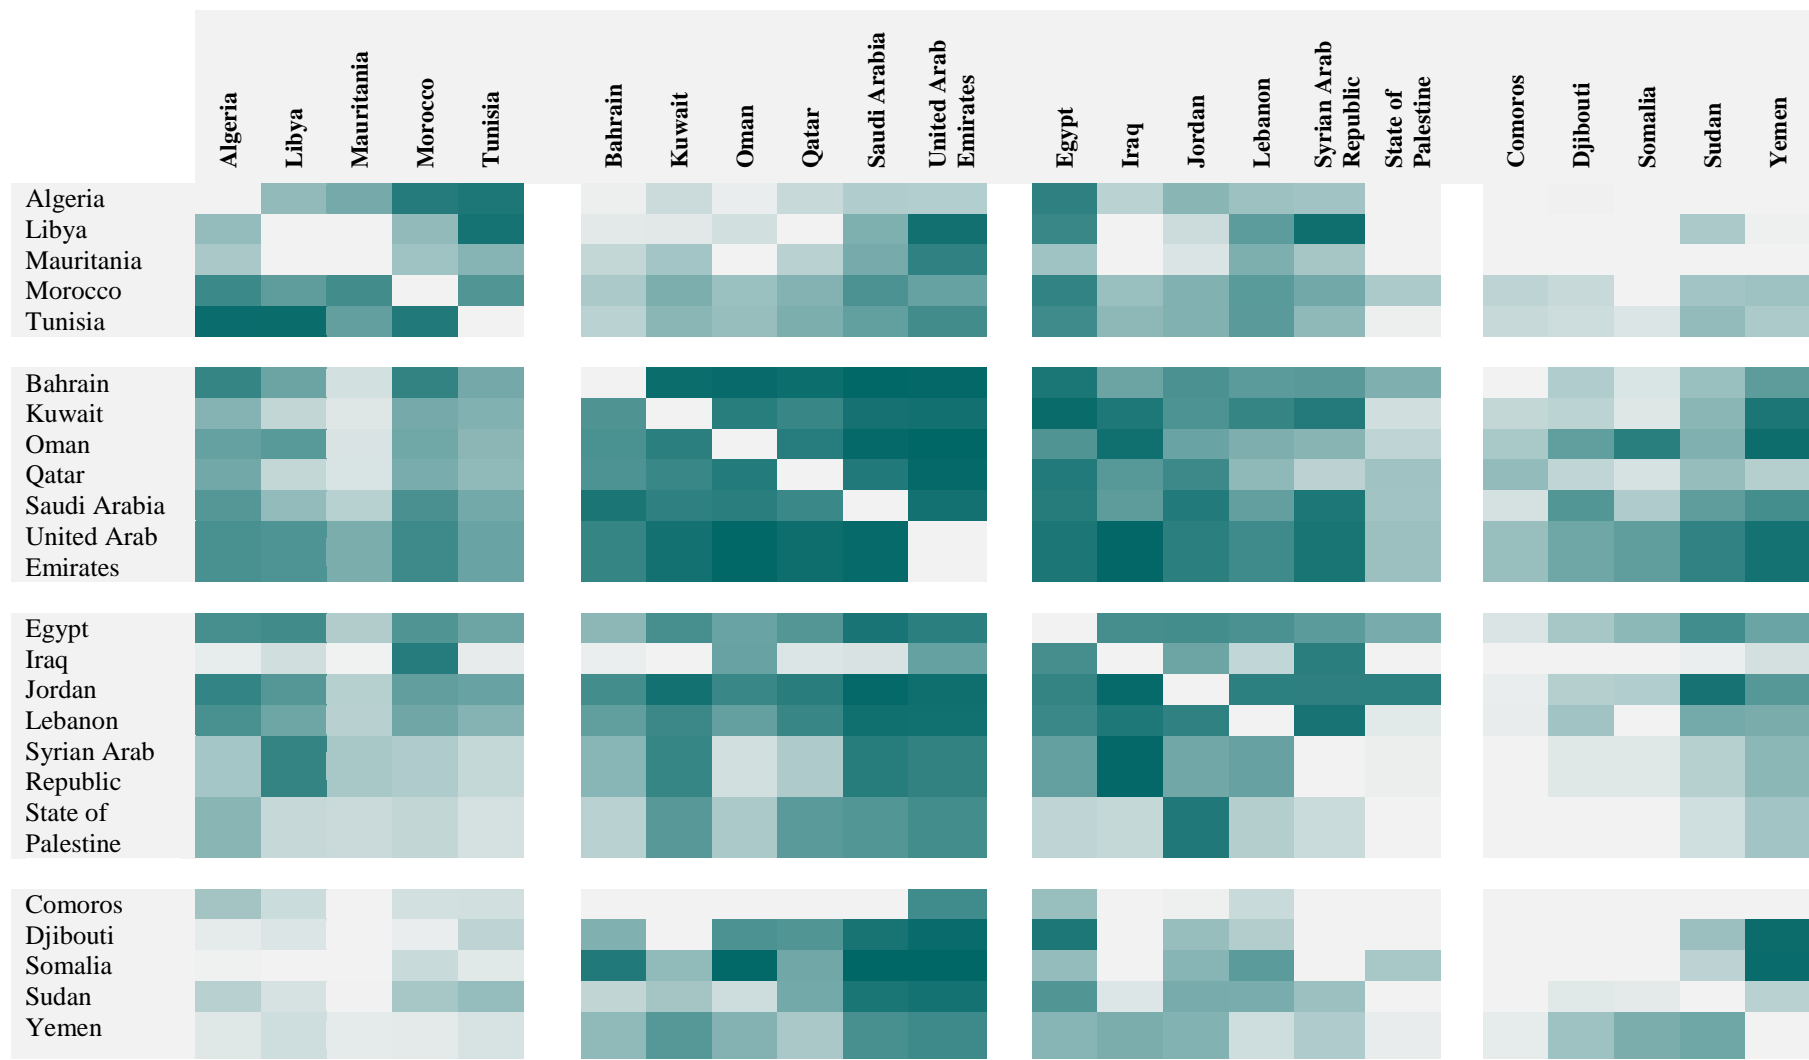 Algeria
Libya
Mauritania
Morocco
Tunisia
Bahrain
Kuwait
Oman
Qatar
Saudi Arabia
United Arab
Emirates
Egypt
Iraq
Jordan
Lebanon
Syrian Arab
Republic
State of
Palestine
Comoros
Djibouti
Somalia
Sudan
Yemen
Algeria
Libya
Mauritania
Morocco
Tunisia
Bahrain
Kuwait
Oman
Qatar
Saudi Arabia
United Arab
Emirates
Egypt
Iraq
Jordan
Lebanon
Syrian Arab
Republic
State of
Palestine
Comoros
Djibouti
Somalia
Sudan
Yemen